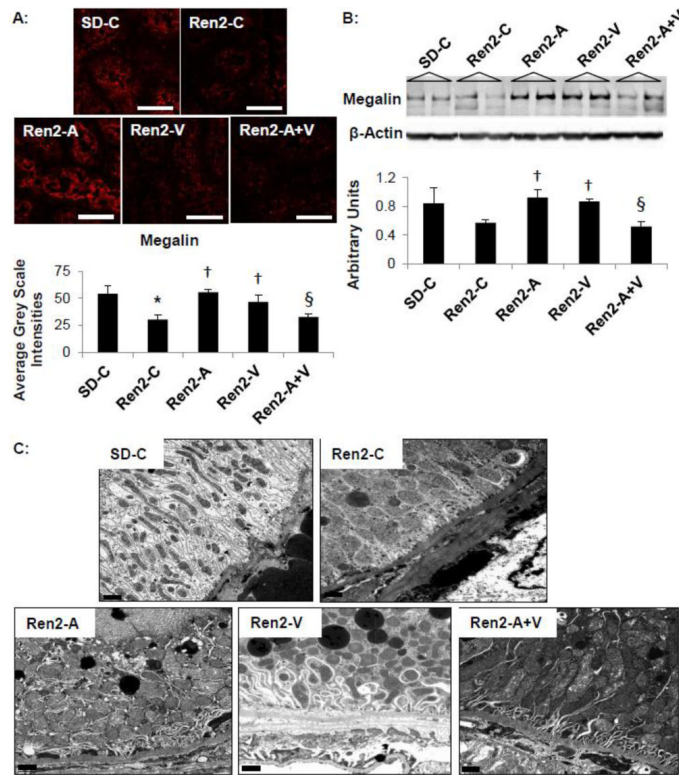 A:
SD-C
Ren2-C
Ren2-A
Ren2-V
Ren2-A+V
Megalin
Average Grey Scale
Intensities
75
50
25
0
*
†
†
§
SD-C
Ren2-C
Ren2-A
Ren2-V
Ren2-A+V
B:
SD-C
Ren2-C
Ren2-A
Ren2-V
Ren2-A+V
Megalin
β-Actin
Arbitrary Units
1.2
0.8
0.4
0
†
†
§
SD-C
Ren2-C
Ren2-A
Ren2-V
Ren2-A+V
C:
SD-C
Ren2-C
Ren2-A
Ren2-V
Ren2-A+V